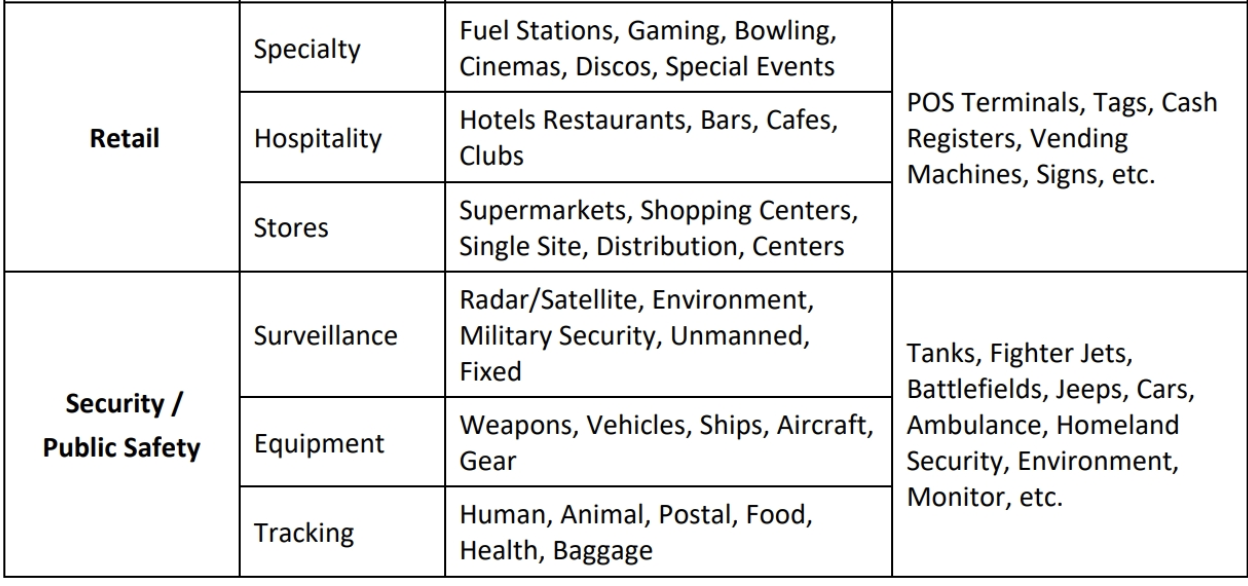 Retail
Specialty
Fuel Stations, Gaming, Bowling,
Cinemas, Discos, Special Events
Hospitality
Hotels Restaurants, Bars, Cafes,
Clubs
Stores
Supermarkets, Shopping Centers,
Single Site, Distribution, Centers
POS Terminals, Tags, Cash
Registers, Vending
Machines, Signs, etc.
Security /
Public Safety
Surveillance
Radar/Satellite, Environment,
Military Security, Unmanned,
Fixed
Equipment
Weapons, Vehicles, Ships, Aircraft,
Gear
Tracking
Human, Animal, Postal, Food,
Health, Baggage
Tanks, Fighter Jets,
Battlefields, Jeeps, Cars,
Ambulance, Homeland
Security, Environment,
Monitor, etc.